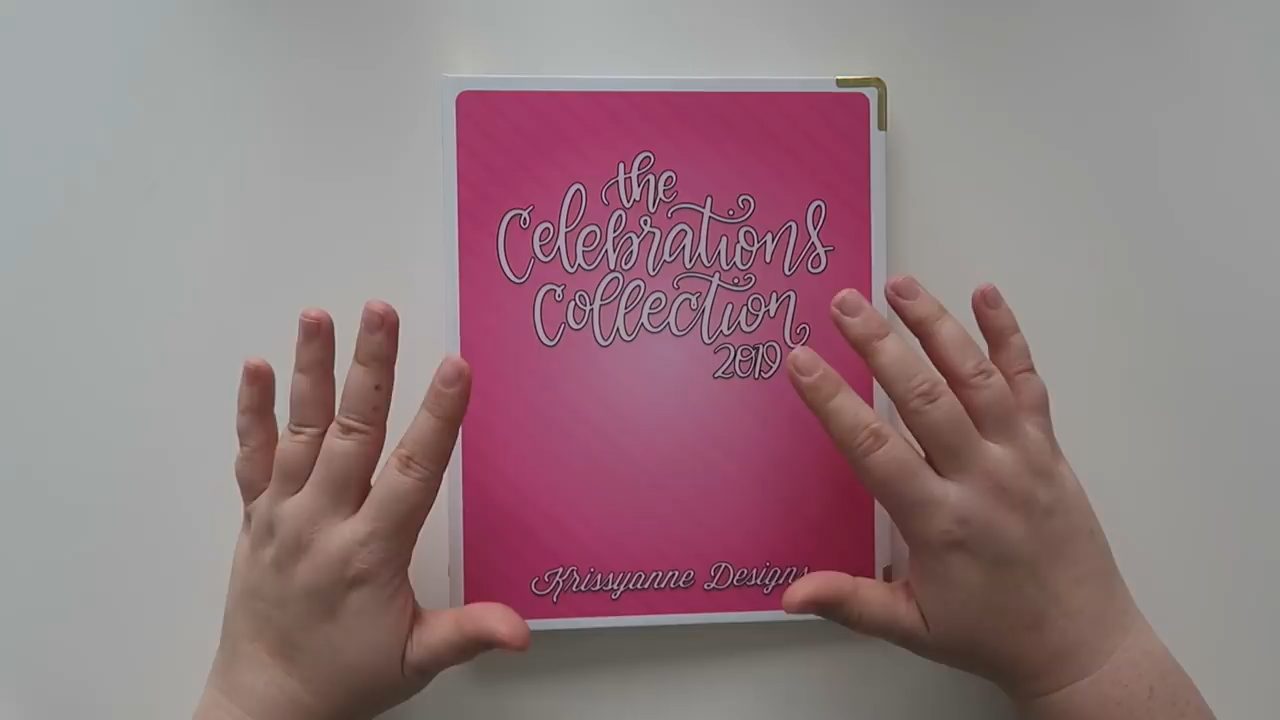 the
Celebrations
Collection
2019
Krissyanne Designs